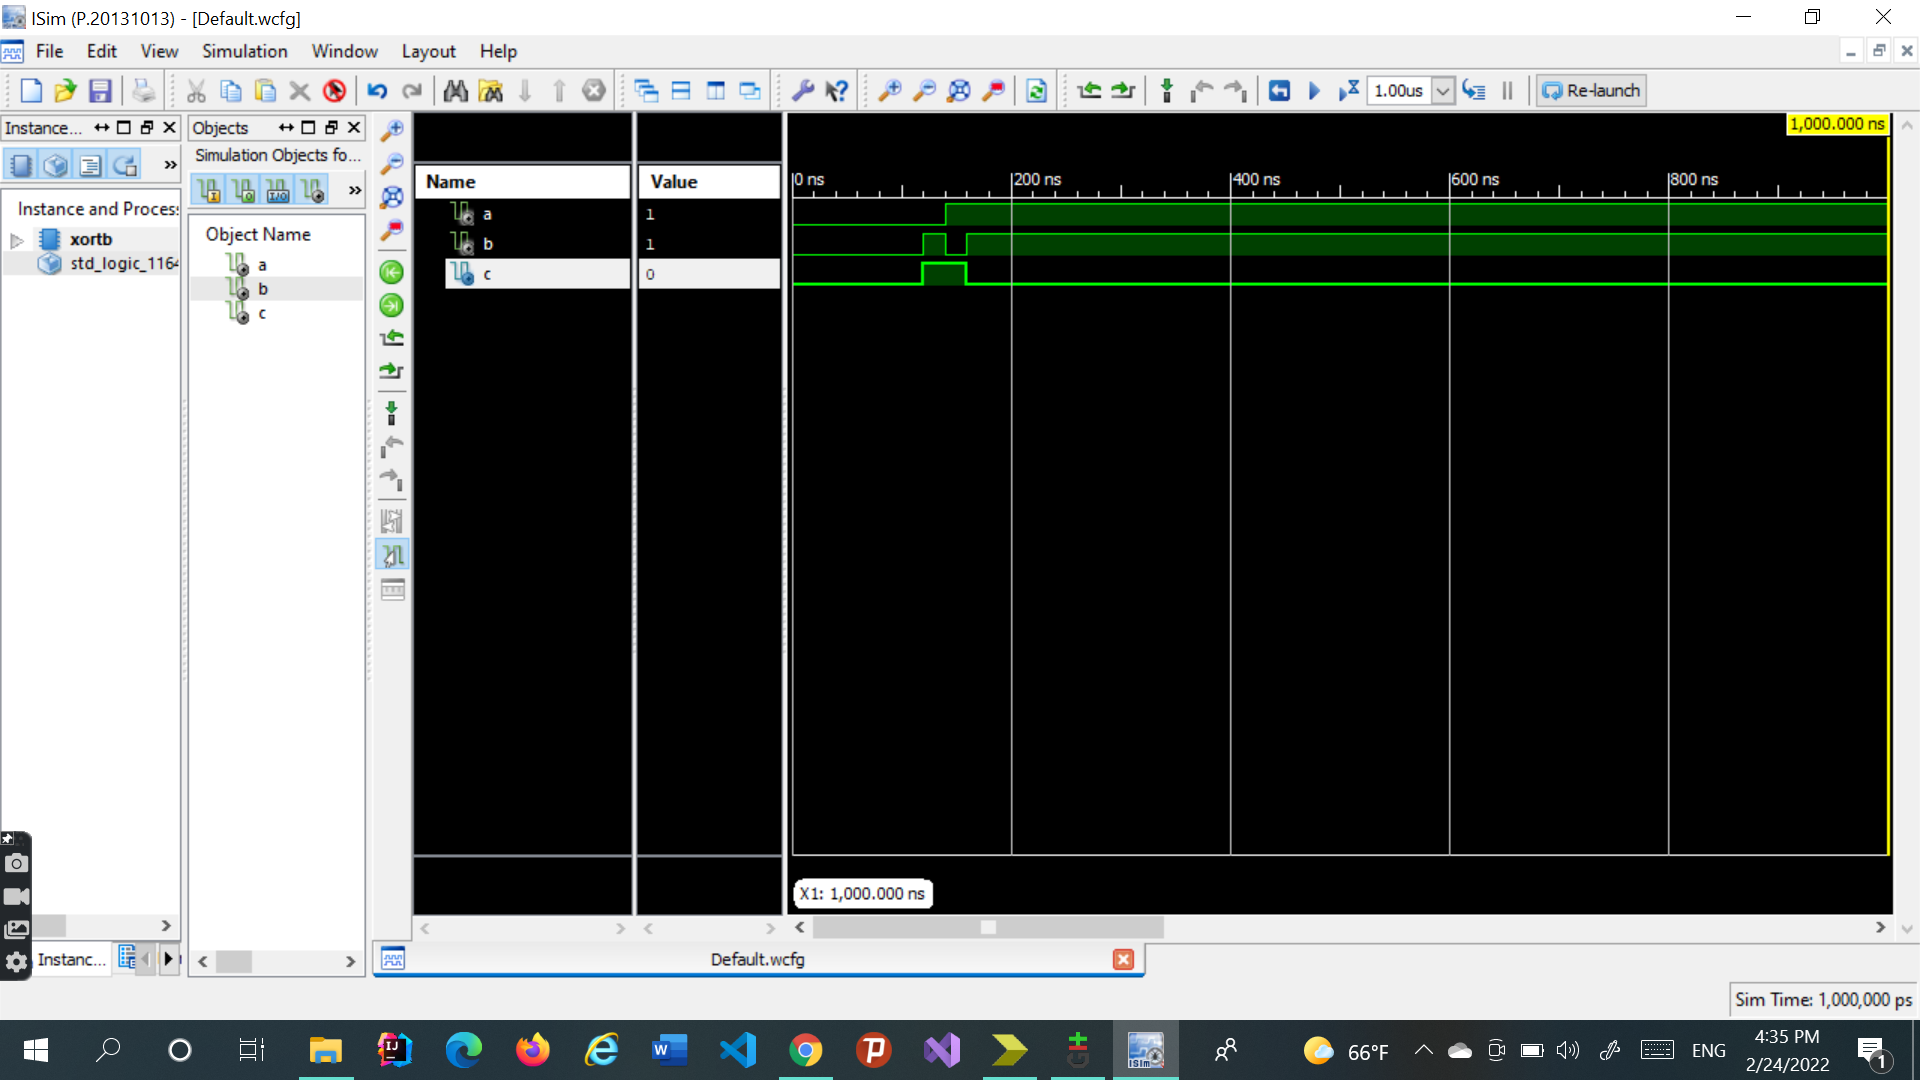 ISim (P.20131013) - [Default.wcfg]
File Edit View Simulation Window Layout Help
1.00us
Re-launch
Instance...
Objects
Simulation Objects fo...
Instance and Process
xortb
std_logic_1164
Object Name
a
b
c
Name
Value
a
1
b
1
c
0
1,000.000 ns
0 ns
200 ns
400 ns
600 ns
800 ns
X1: 1,000.000 ns
Instanc...
Default.wcfg
Sim Time: 1,000,000 ps
66°F
ENG
4:35 PM
2/24/2022
1